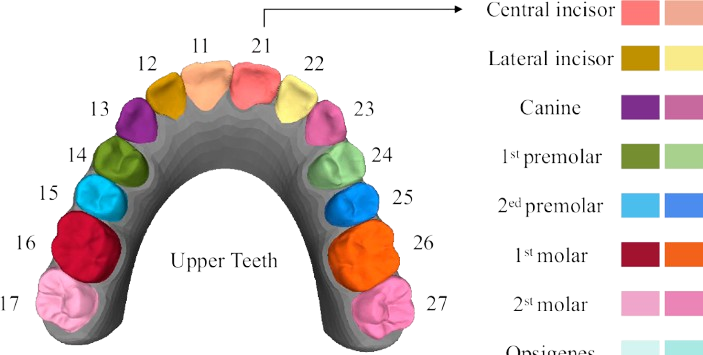 11
21
12
22
13
23
14
24
15
25
16
26
17
27
Upper Teeth
Central incisor
Lateral incisor
Canine
1st premolar
2ed premolar
1st molar
2st molar
Opsigenes